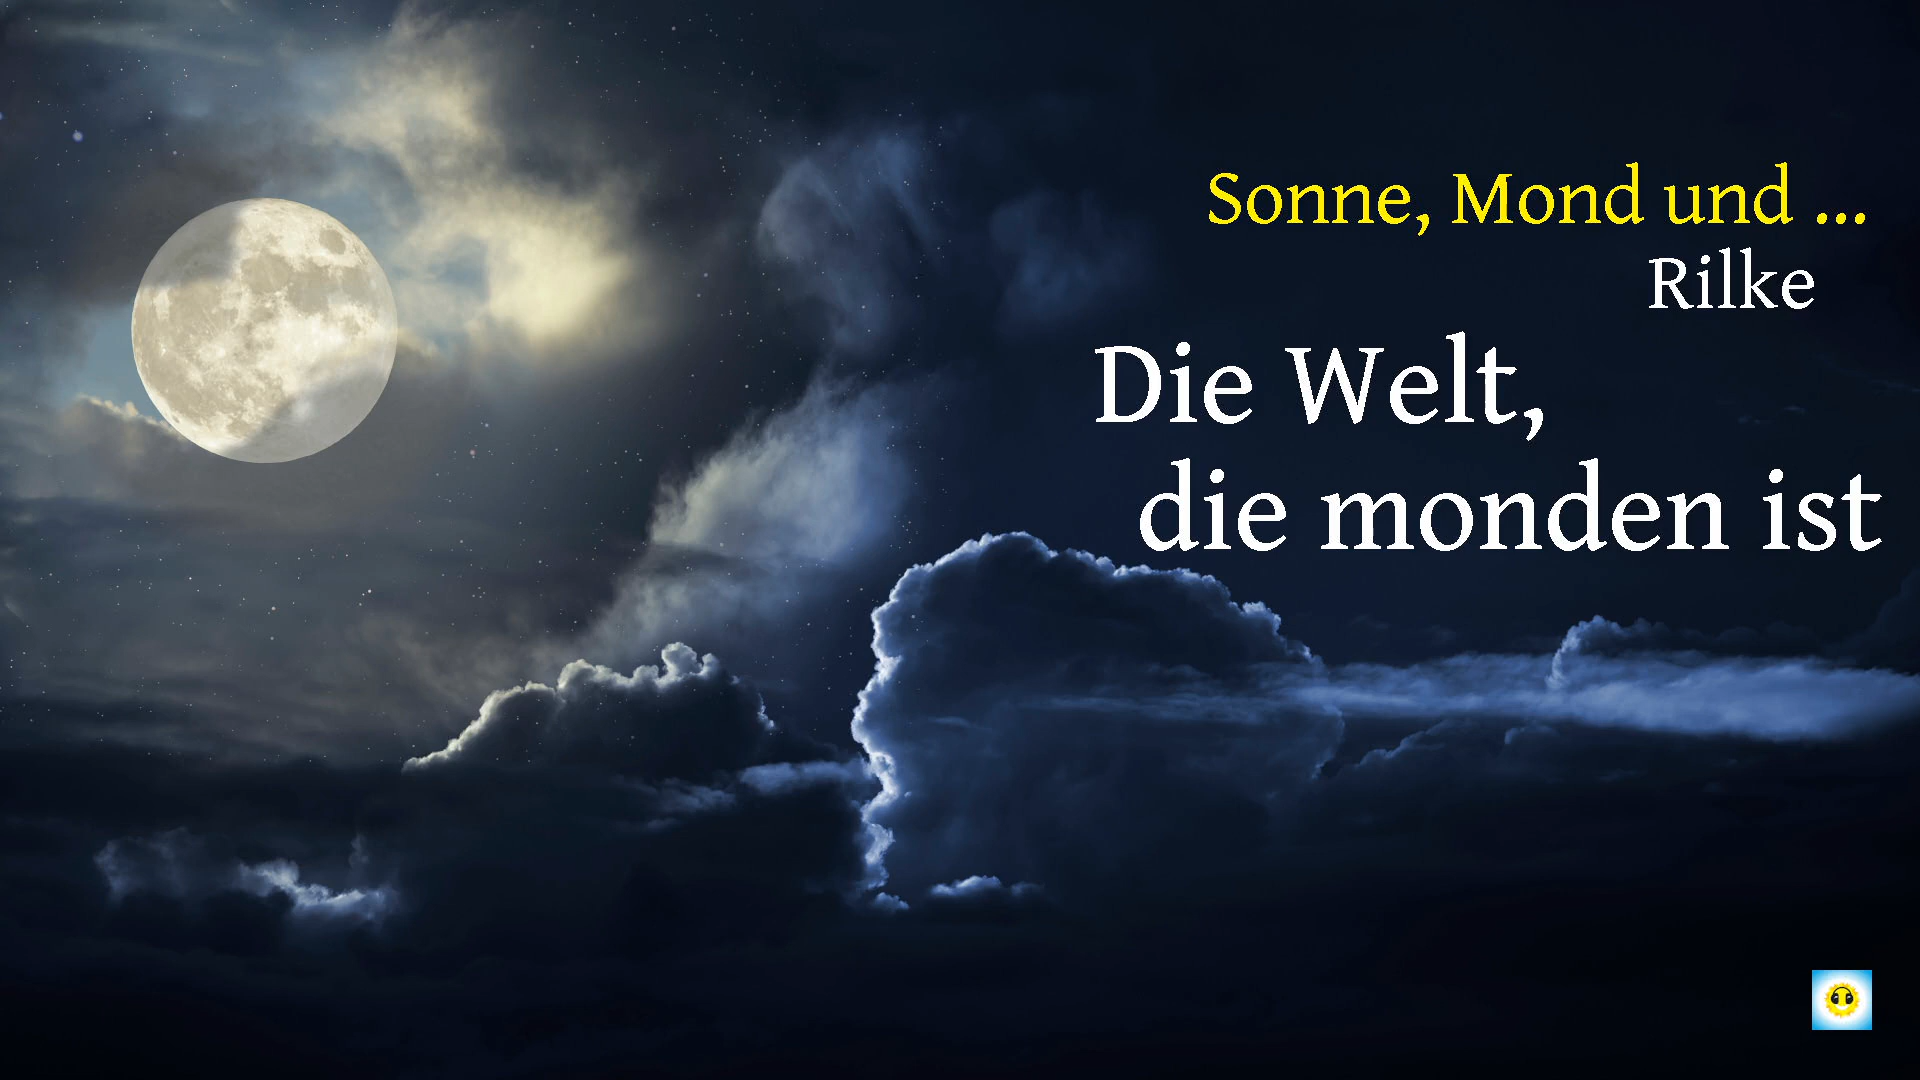 Sonne, Mond und ...
Rilke
Die Welt,
die monden ist